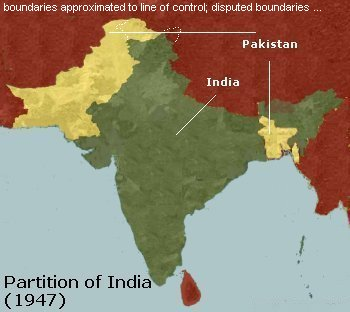 boundaries approximated to line of control; disputed boundaries ...
Pakistan
India
Partition of India
(1947)